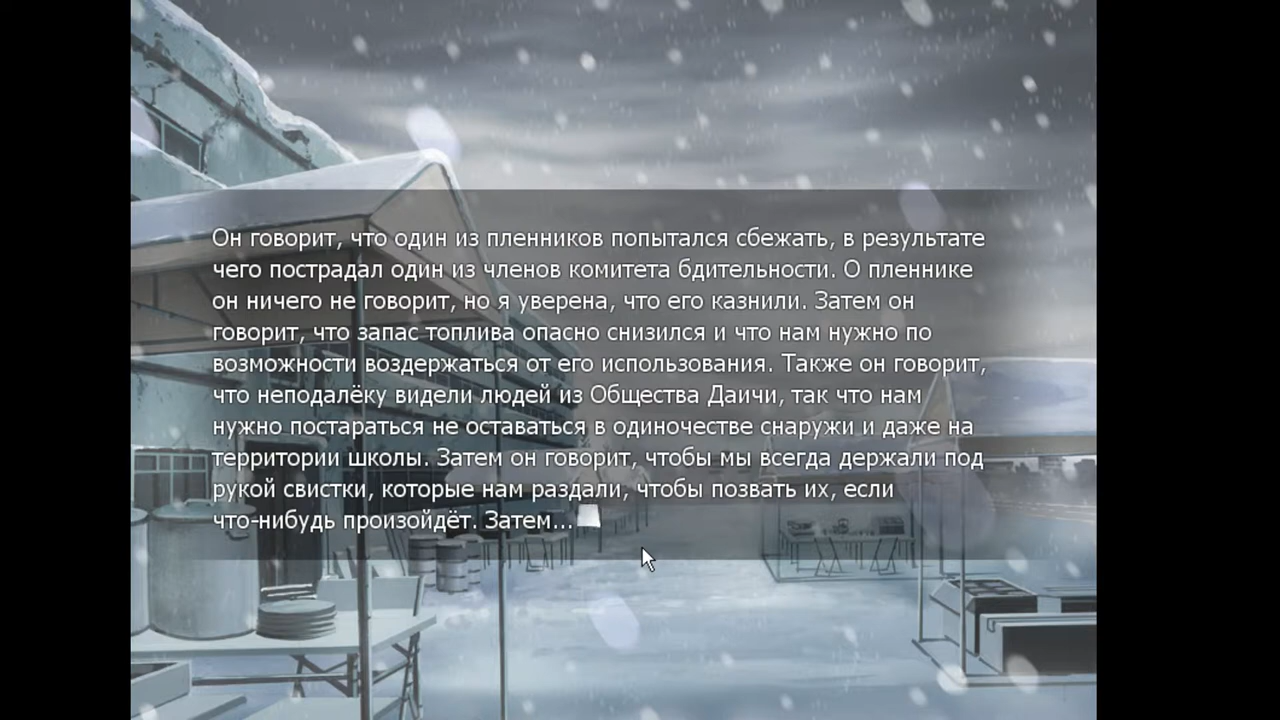 Он говорит, что один из пленников попытался сбежать, в результате
чего пострадал один из членов комитета бдительности. О пленнике
он ничего не говорит, но я уверена, что его казнили. Затем он
говорит, что запас топлива опасно снизился и что нам нужно по
возможности воздержаться от его использования. Также он говорит,
что неподалёку видели людей из Общества Даичи, так что нам
нужно постараться не оставаться в одиночестве снаружи и даже на
территории школы. Затем он говорит, чтобы мы всегда держали под
рукой свистки, которые нам раздали, чтобы позвать их, если
что-нибудь произойдёт. Затем...